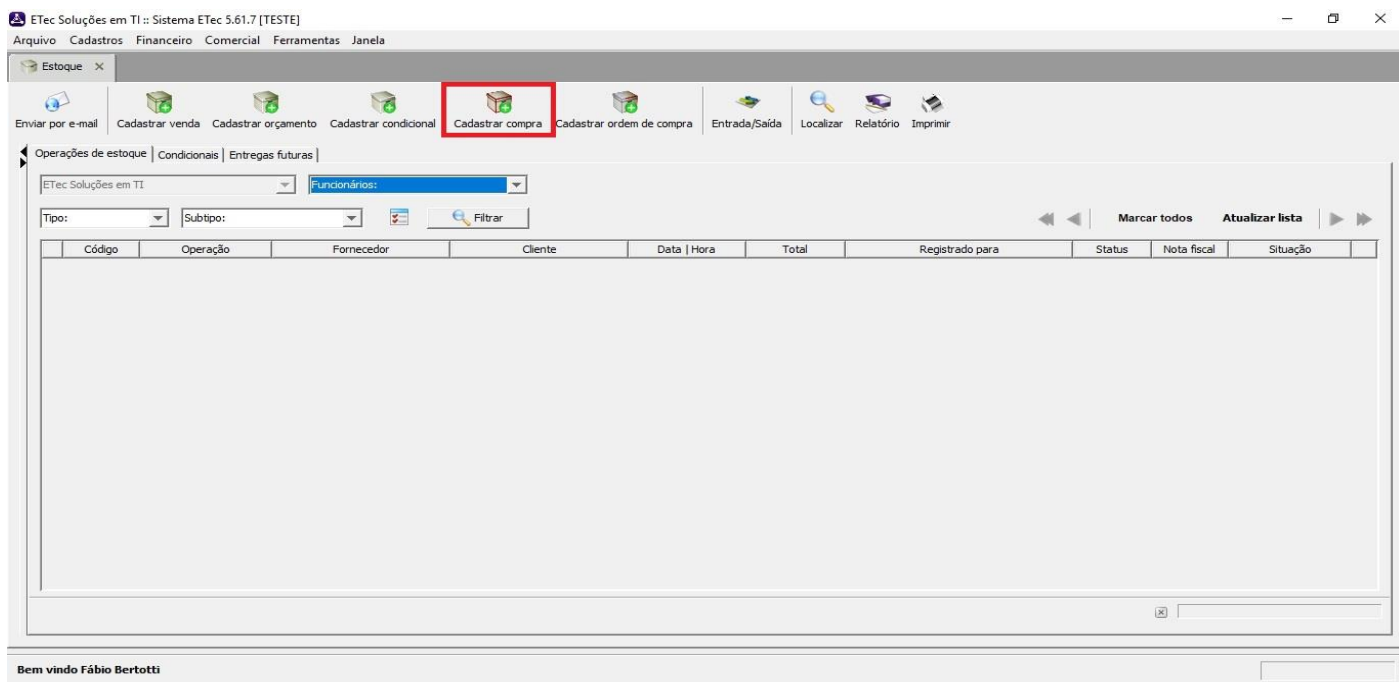 ETec Soluções em TI :: Sistema ETec 5.61.7 [TESTE]
Arquivo Cadastros Financeiro Comercial Ferramentas Janela
Estoque
Enviar por e-mail Cadastrar venda Cadastrar orçamento Cadastrar condicional Cadastrar compra Cadastrar ordem de compra Entrada/Saída Localizar Relatório Imprimir
Operações de estoque Condicionais Entregas futuras
ETec Soluções em TI Funcionários:
Tipo: Subtipo: Filtrar Marcar todos Atualizar lista
Código Operação Fornecedor Cliente Data | Hora Total Registrado para Status Nota fiscal Situação
Bem vindo Fábio Bertotti